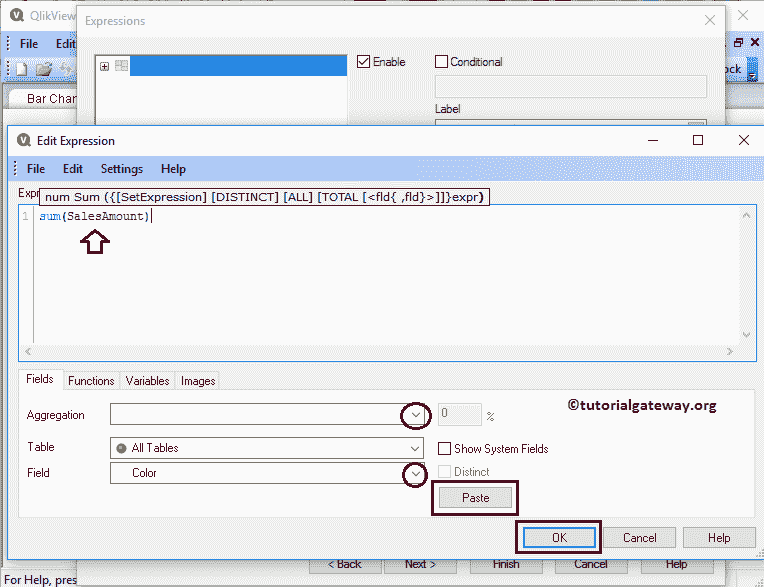 QlikView
Expressions
File Edit
Enable
Conditional
Bar Char
Label
Edit Expression
File Edit Settings Help
Expr
num Sum ({[SetExpression] [DISTINCT] [ALL] [TOTAL [<fld{ ,fld}>]]}expr)
1 sum(SalesAmount)
Fields Functions Variables Images
Aggregation
0 %
©tutorialgateway.org
Table
All Tables
Show System Fields
Field
Color
Distinct
Paste
OK Cancel Help
< Back Next > Finish Cancel Help
For Help, pres